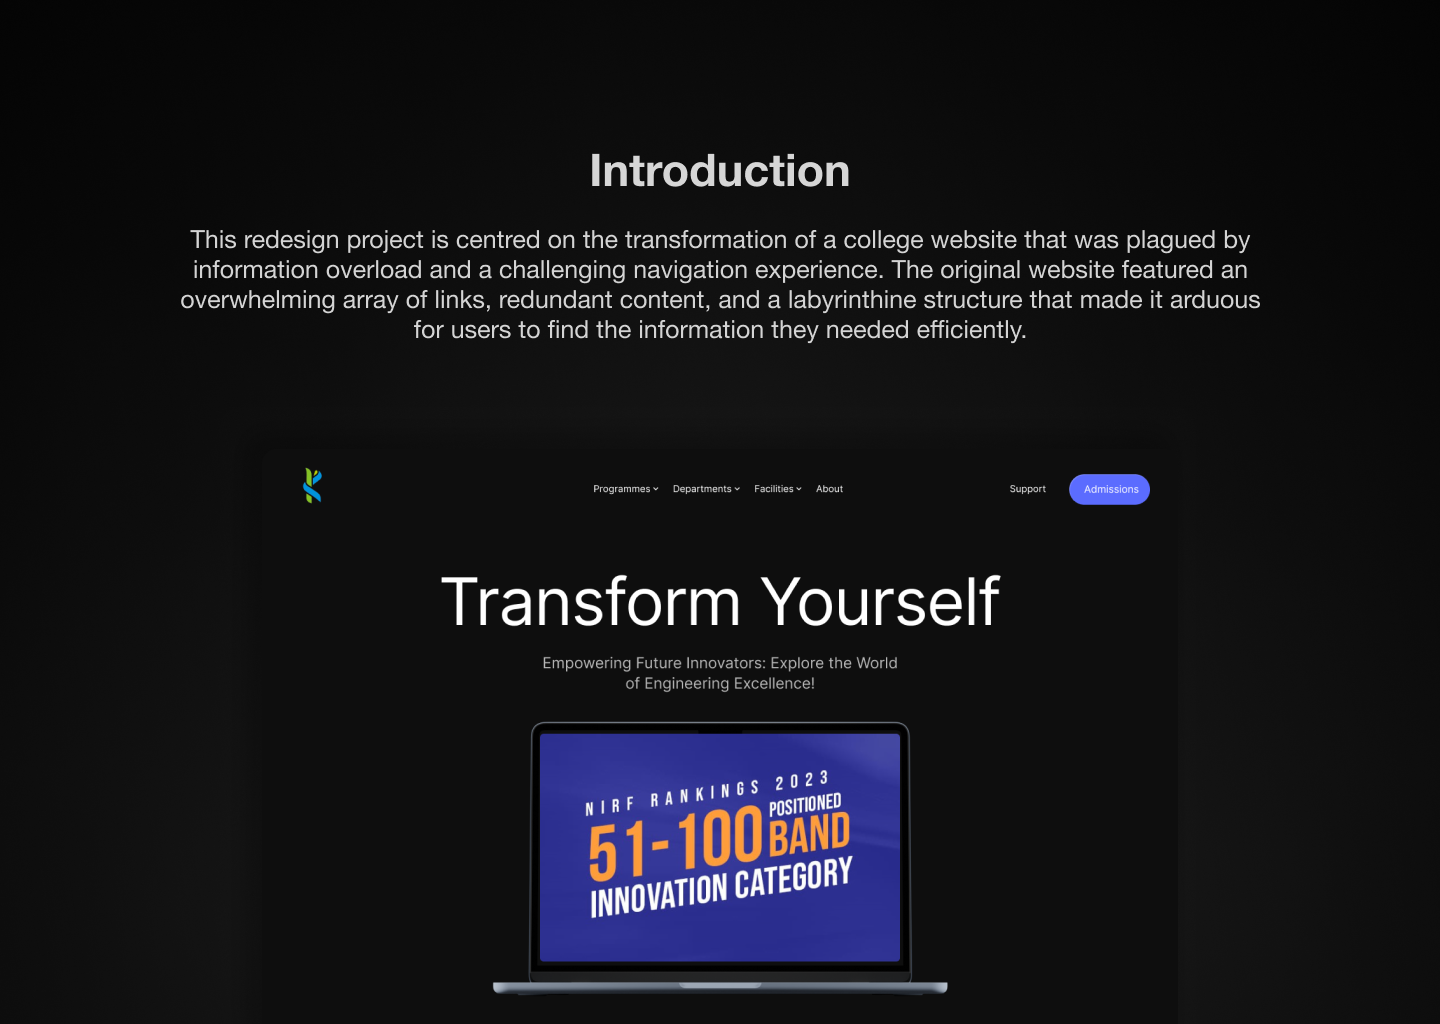 Introduction
This redesign project is centred on the transformation of a college website that was plagued by
information overload and a challenging navigation experience. The original website featured an
overwhelming array of links, redundant content, and a labyrinthine structure that made it arduous
for users to find the information they needed efficiently.
Programmes Departments Facilities About Support Admissions
Transform Yourself
Empowering Future Innovators: Explore the World
of Engineering Excellence!
NIRF RANKINGS 2023
51-100 POSITIONED BAND
INNOVATION CATEGORY